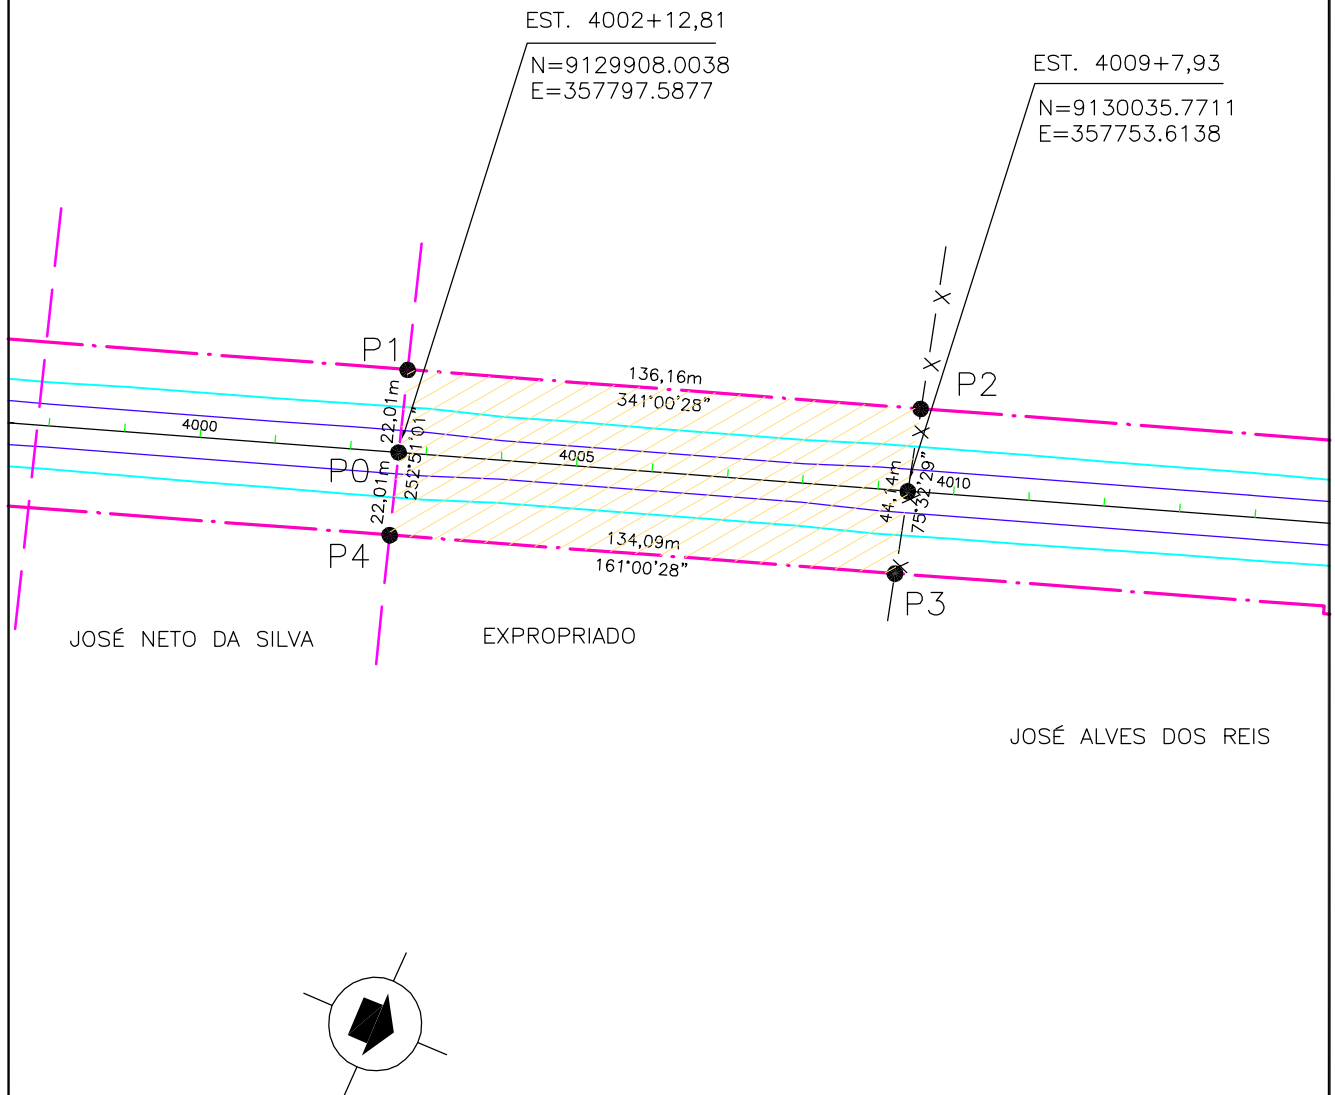 EST. 4002+12,81
N=9129908.0038
E=357797.5877
EST. 4009+7,93
N=9130035.7711
E=357753.6138
P1
136,16m
341°00'28"
P2
22,01m
252°51'01"
4000
4005
4010
P0
22,01m
44,14m
75°32'29"
P4
134,09m
161°00'28"
P3
JOSÉ NETO DA SILVA
EXPROPRIADO
JOSÉ ALVES DOS REIS
X
X
X
X
X